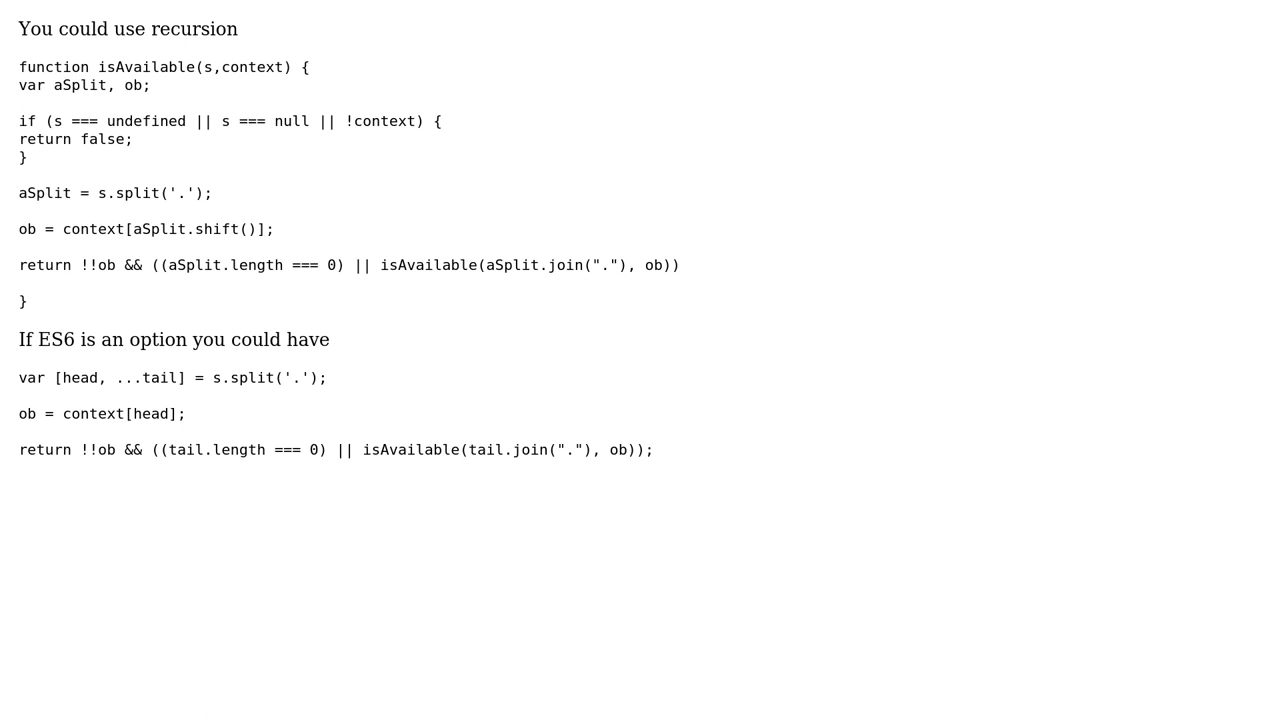 You could use recursion
function isAvailable(s,context) {
var aSplit, ob;
if (s === undefined || s === null || !context) {
return false;
}
aSplit = s.split('.');
ob = context[aSplit.shift()];
return !!ob && ((aSplit.length === 0) || isAvailable(aSplit.join("."), ob))
}
If ES6 is an option you could have
var [head, ...tail] = s.split('.');
ob = context[head];
return !!ob && ((tail.length === 0) || isAvailable(tail.join("."), ob));